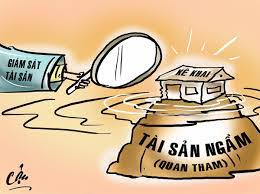 GIÁM SÁT
TÀI SẢN
KÊ KHAI
TÀI SẢN NGẦM
(QUAN THAM)